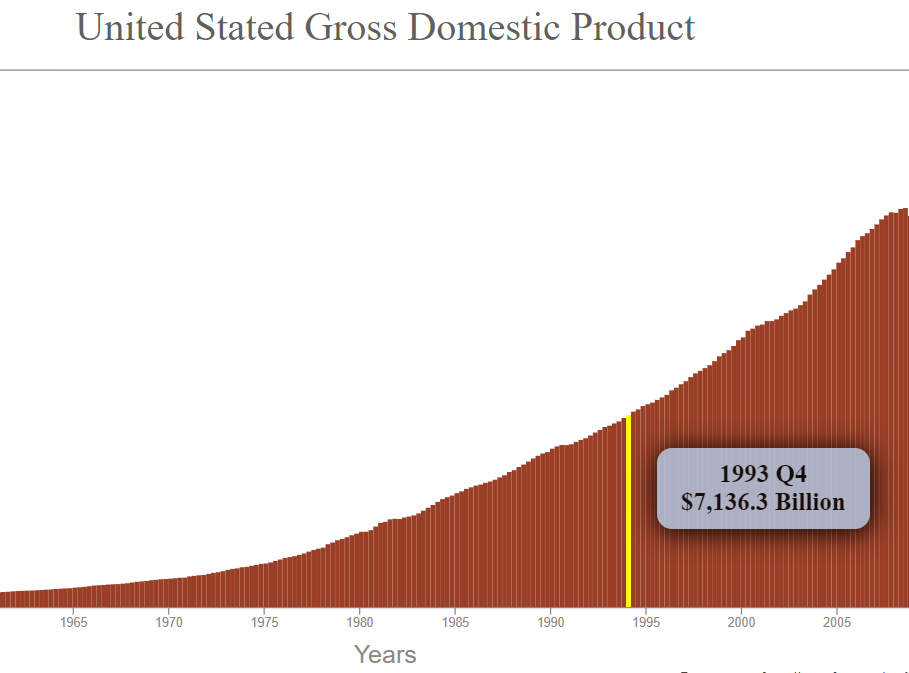 United Stated Gross Domestic Product
1993 Q4
$7,136.3 Billion
1965 1970 1975 1980 1985 1990 1995 2000 2005
Years